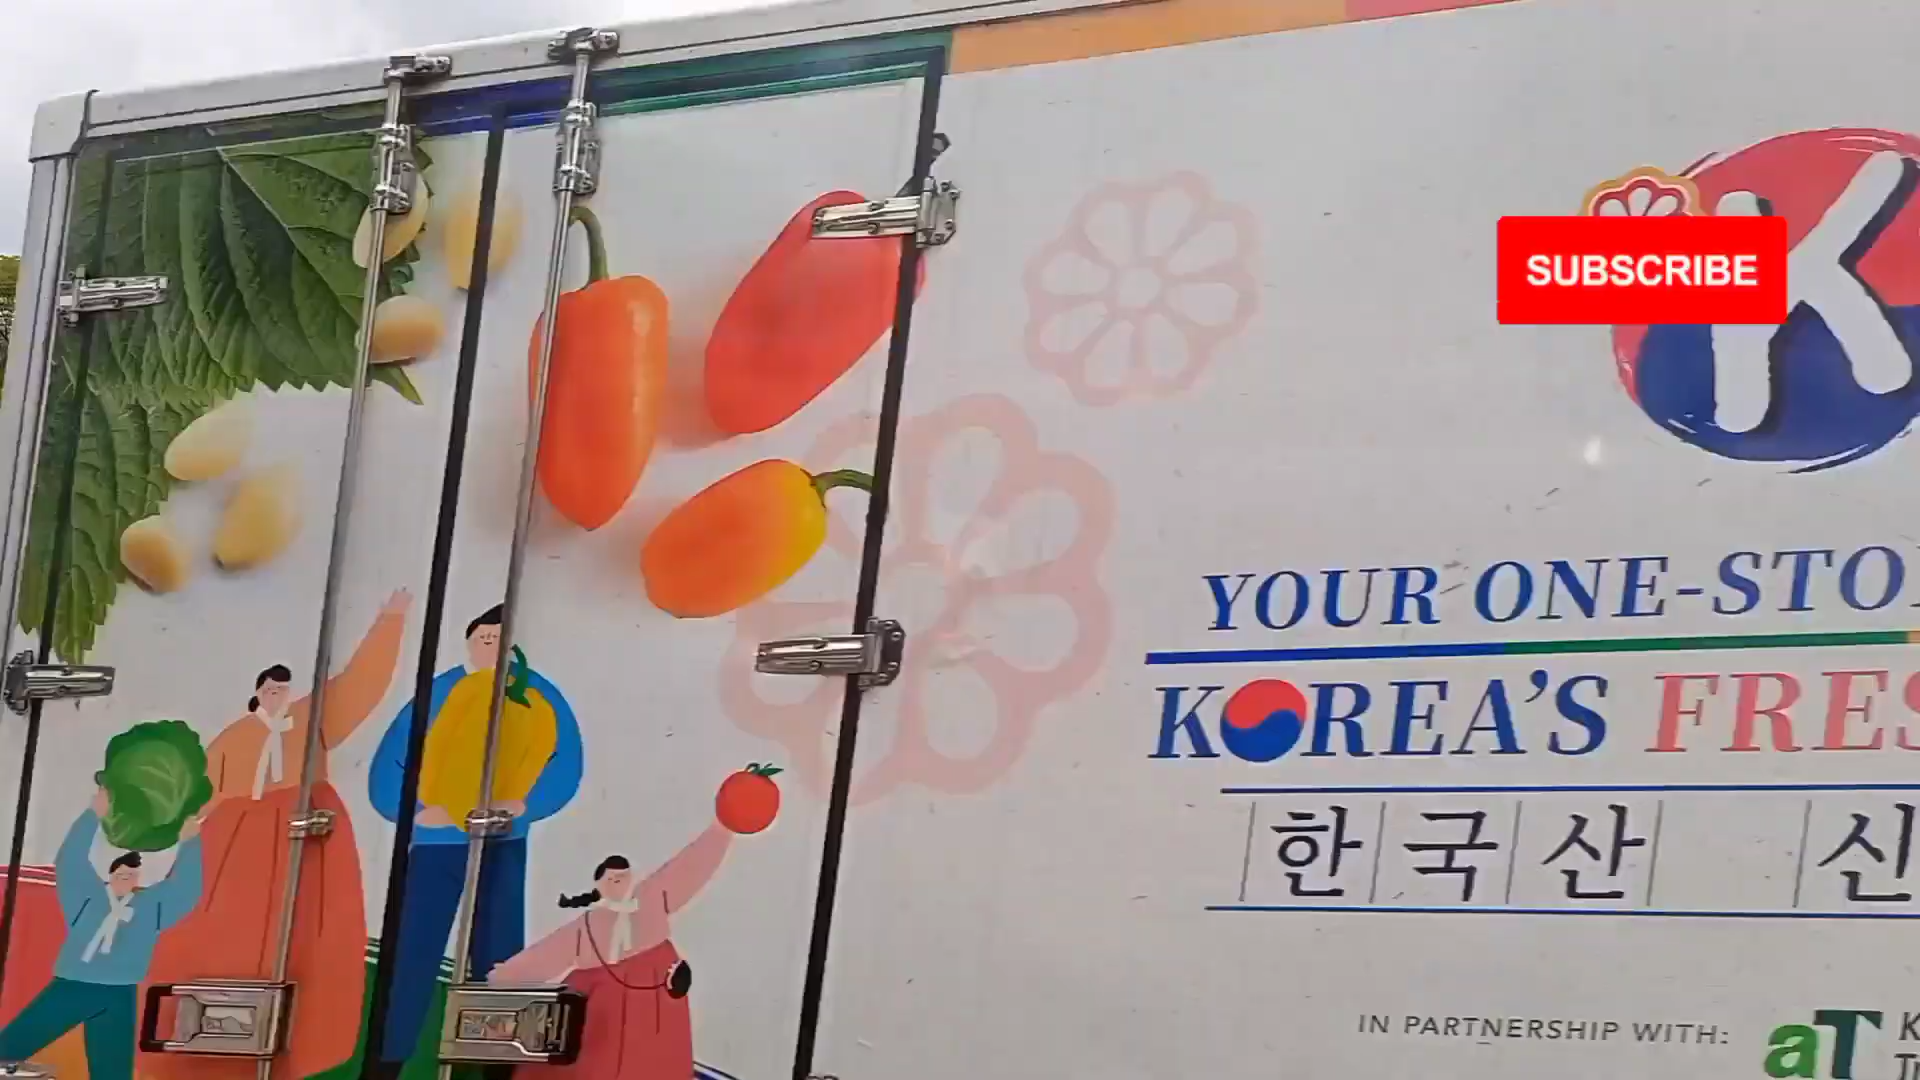 SUBSCRIBE
K
YOUR ONE-STO
KOREA'S FRES
한국산 신
IN PARTNERSHIP WITH: aT